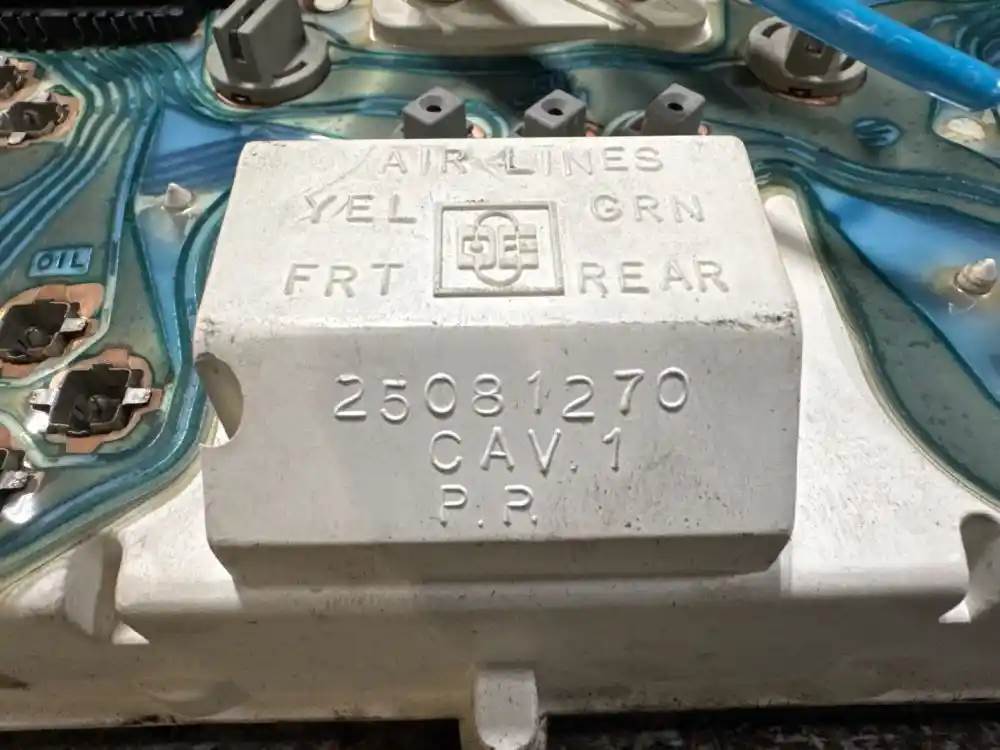 AIR LINES
YEL GRN
FRT REAR
OIL
25081270
CAV. 1
P.P.